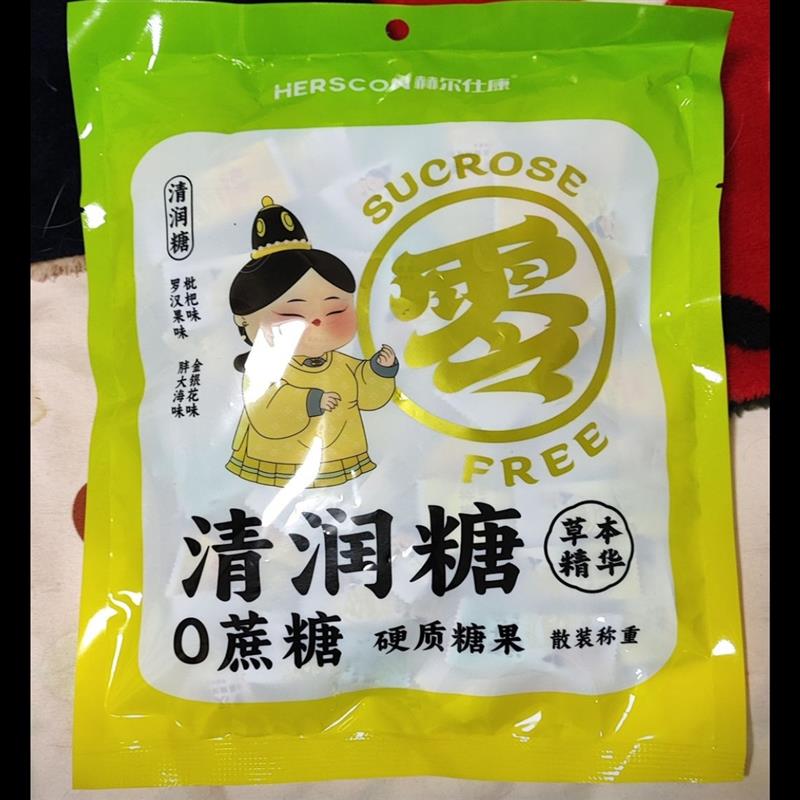 HERSCON赫尔仕康
SUCROSE
零
FREE
清润糖
枇杷味
罗汉果味
金银花味
胖大海味
清润糖
草本
精华
0蔗糖 硬质糖果 散装称重